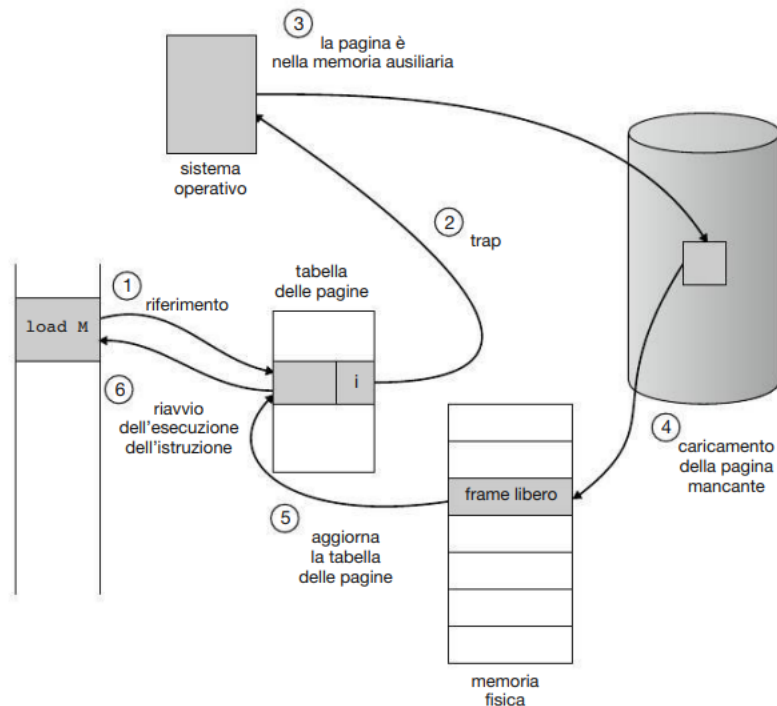 3
la pagina è
nella memoria ausiliaria
sistema
operativo
2
trap
1
riferimento
tabella
delle pagine
load M
i
6
riavvio
dell'esecuzione
dell'istruzione
4
caricamento
della pagina
mancante
frame libero
5
aggiorna
la tabella
delle pagine
memoria
fisica